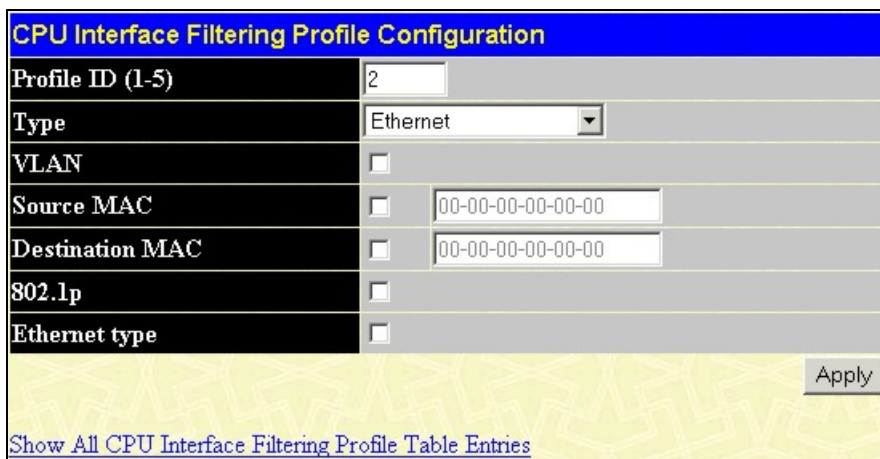 CPU Interface Filtering Profile Configuration
Profile ID (1-5) 2
Type Ethernet
VLAN
Source MAC 00-00-00-00-00-00
Destination MAC 00-00-00-00-00-00
802.1p
Ethernet type
Apply
Show All CPU Interface Filtering Profile Table Entries